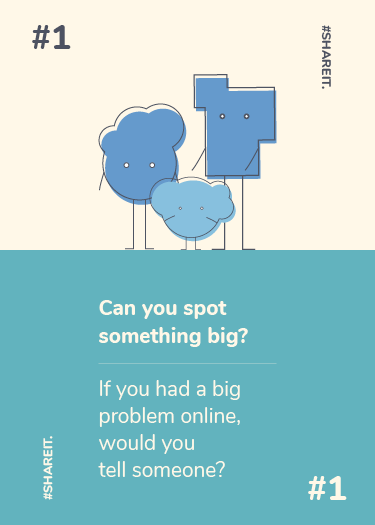 #1
#SHAREIT.
Can you spot
something big?
If you had a big
problem online,
would you
tell someone?
#SHAREIT.
#1